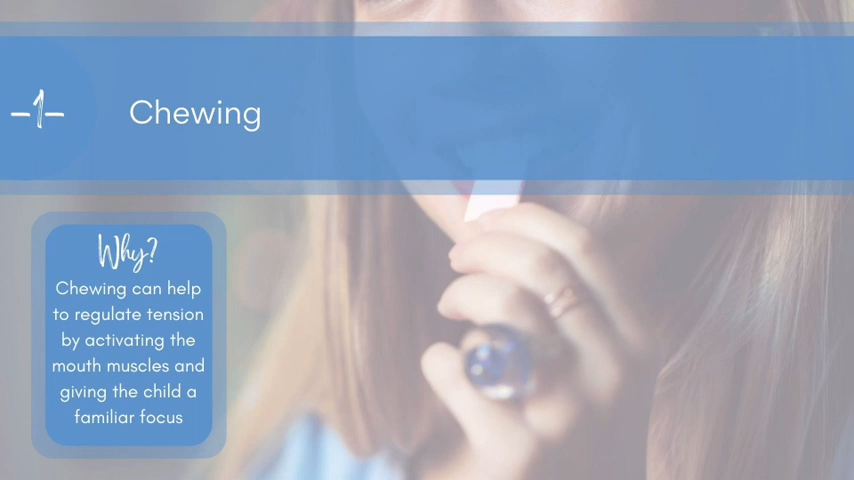 -1-
Chewing
Why?
Chewing can help
to regulate tension
by activating the
mouth muscles and
giving the child a
familiar focus